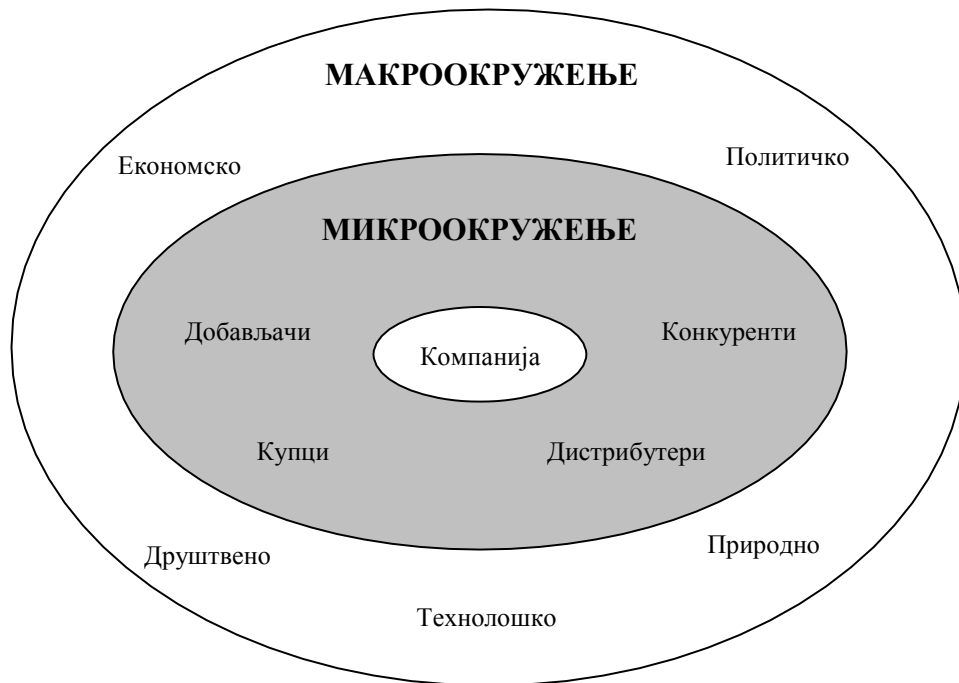 МАКРООКРУЖЕЊЕ
Економско
Политичко
МИКРООКРУЖЕЊЕ
Добављачи
Конкуренти
Компанија
Купци
Дистрибутери
Друштвено
Природно
Технолошко